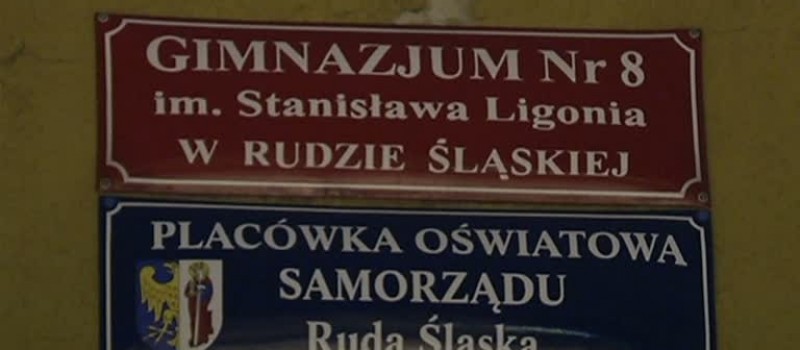 GIMNAZJUM Nr 8
im. Stanisława Ligonia
W RUDZIE ŚLĄSKIEJ
PLACÓWKA OŚWIATOWA
SAMORZĄDU
Ruda Śląska